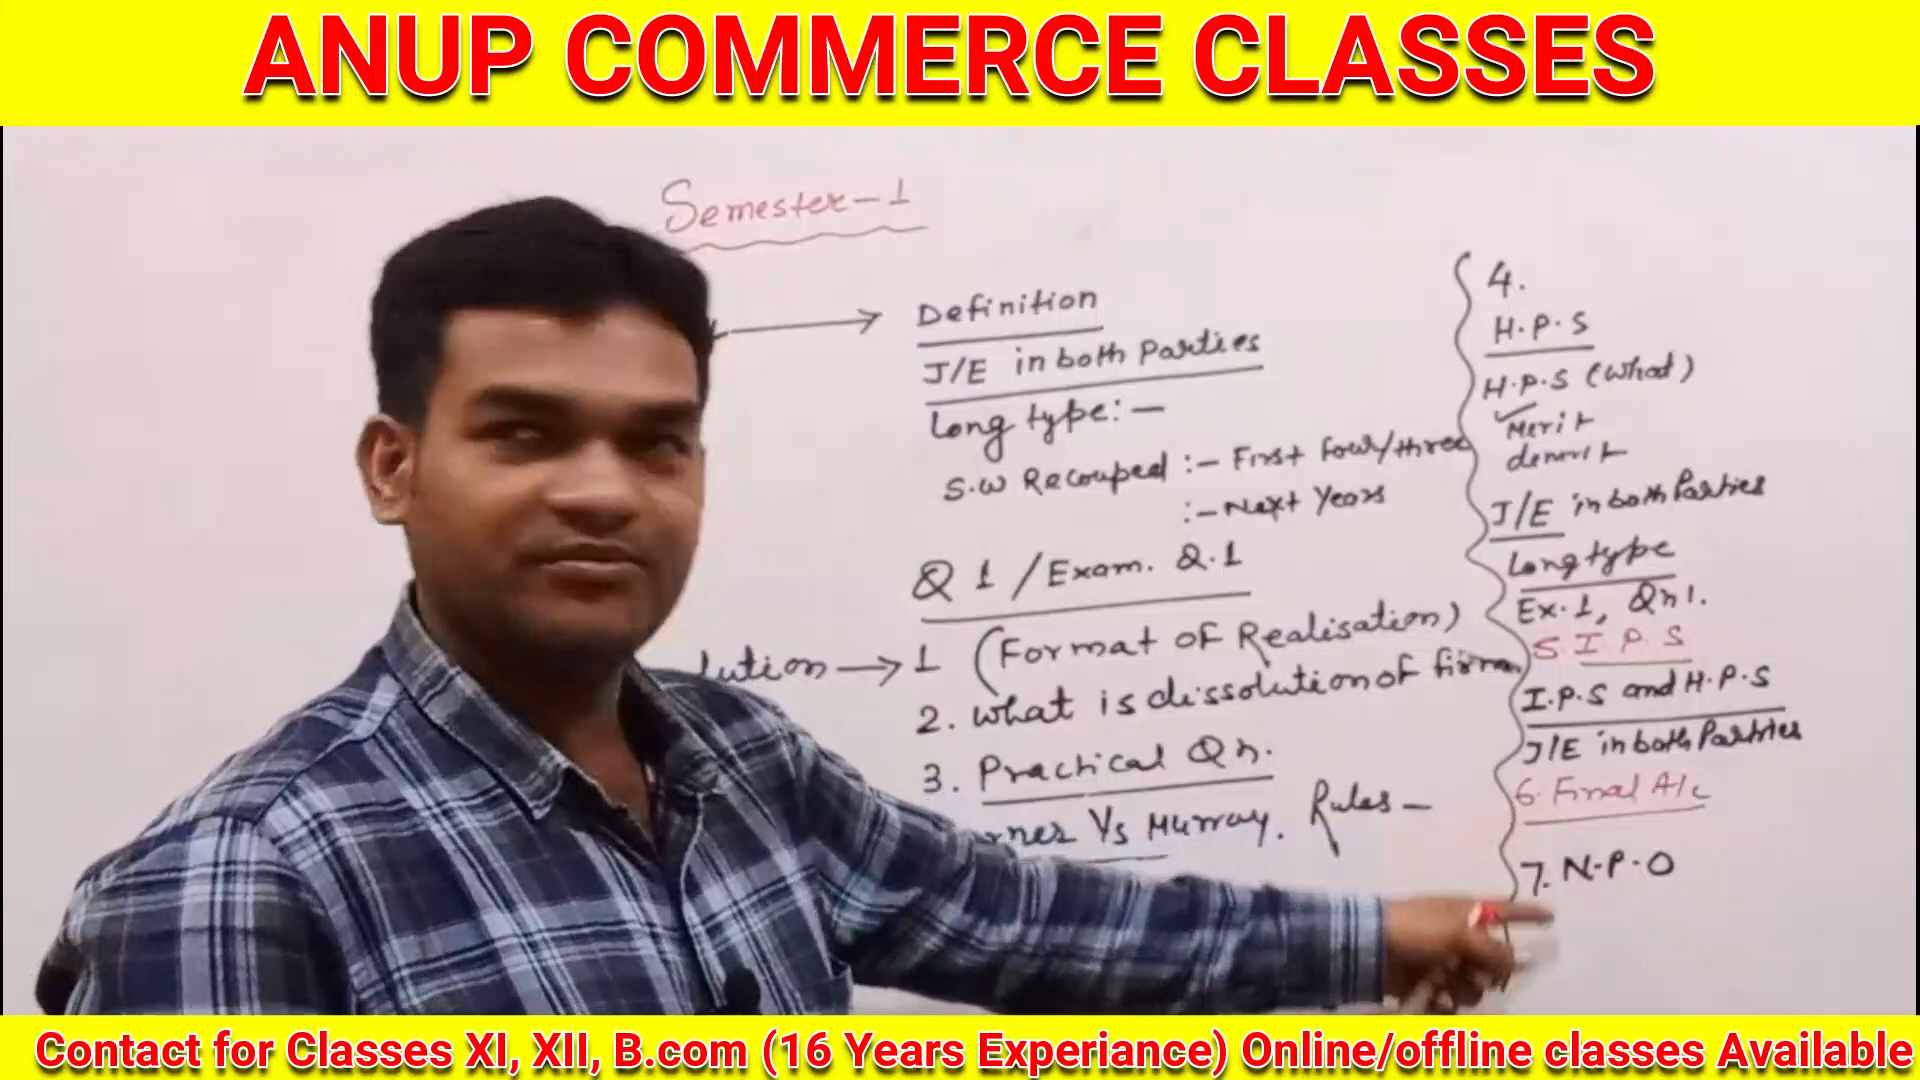 ANUP COMMERCE CLASSES
Semester-1
Definition
J/E in both Parties
Long type:-
S.W Recouped :- First Four/three
:- Next Years
Q 1 / Exam. Q.1
lution → 1 (Format of Realisation)
2. What is dissolution of firm
3. Practical Qn.
Vs Murray. Rules -
4.
H.P.S
H.P.S (What)
Merit
demerit
J/E in both Parties
Long type
Ex.1, Qn 1.
5. I.P.S
I.P.S and H.P.S
J/E in both Parties
6. Final A/c
7. N.P.O
Contact for Classes XI, XII, B.com (16 Years Experiance) Online/offline classes Available